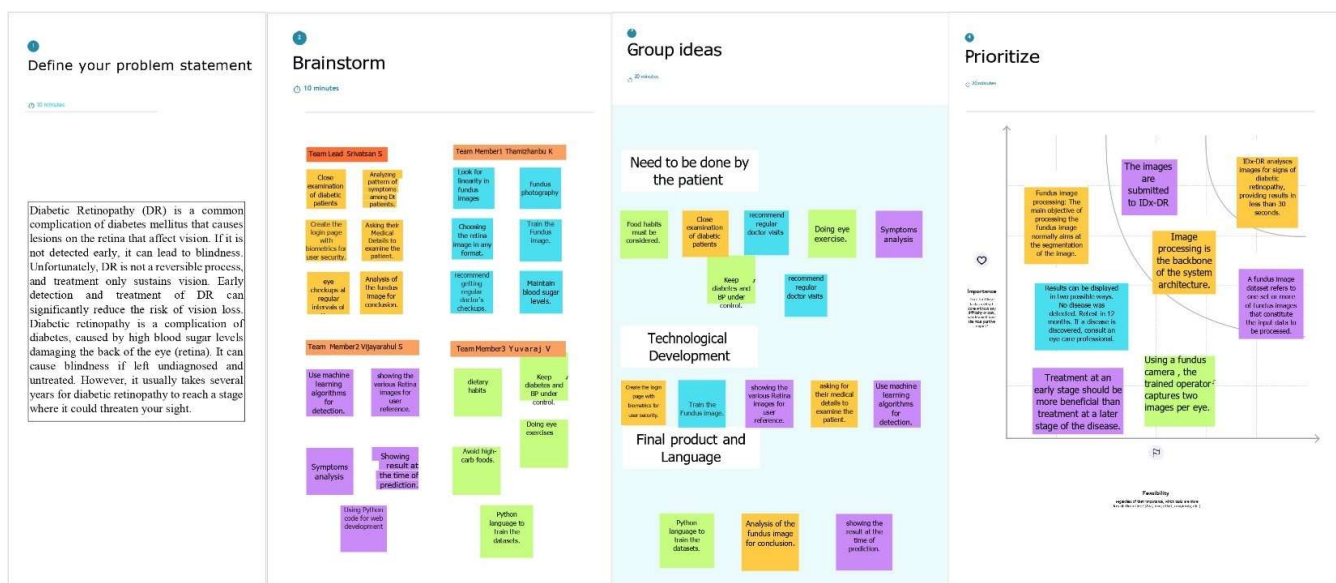 1
Define your problem statement
10 minutes
Diabetic Retinopathy (DR) is a common
complication of diabetes mellitus that causes
lesions on the retina that affect vision. If it is
not detected early, it can lead to blindness.
Unfortunately, DR is not a reversible process,
and treatment only sustains vision. Early
detection and treatment of DR can
significantly reduce the risk of vision loss.
Diabetic retinopathy is a complication of
diabetes, caused by high blood sugar levels
damaging the back of the eye (retina). It can
cause blindness if left undiagnosed and
untreated. However, it usually takes several
years for diabetic retinopathy to reach a stage
where it could threaten your sight.
2
Brainstorm
10 minutes
Team Lead Srivatsan S
Close
examination
of diabetic
patients
Analyzing
pattern of
symptoms
among DR
patients.
Create the
login page
with
biometrics for
user security.
Asking their
Medical
Details to
examine the
patient.
eye
checkups at
regular
intervals of
Analysis of
the fundus
image for
conclusion.
Team Member1 Thamizhanbu K
Look for
linearity in
fundus
images
Fundus
photography
Choosing
the retina
image in any
format.
Train the
Fundus
image.
recommend
getting
regular
doctor's
checkups.
Maintain
blood sugar
levels.
Team Member2 Vijayarahul S
Use machine
learning
algorithms
for
detection.
showing the
various Retina
images for
user
reference.
Symptoms
analysis
Showing
result at
the time of
prediction.
Using Python
code for web
development
Team Member3 Yuvaraj V
dietary
habits
Keep
diabetes and
BP under
control.
Doing eye
exercises
Avoid high-
carb foods.
Python
language to
train the
datasets.
Group ideas
20 minutes
Need to be done by
the patient
Food habits
must be
considered.
Close
examination
of diabetic
patients
recommend
regular
doctor visits
Doing eye
exercise.
Symptoms
analysis
Keep
diabetes and
BP under
control.
recommend
regular
doctor visits
Technological
Development
Create the login
page with
biometrics for
user security.
Train the
Fundus image.
showing the
various Retina
images for user
reference.
asking for
their medical
details to
examine the
patient.
Use machine
learning
algorithms
for
detection.
Final product and
Language
Python
language to
train the
datasets.
Analysis of the
fundus image
for conclusion.
showing the
result at the
time of
prediction.
4
Prioritize
20 minutes
Importance
Fundus image
processing: The
main objective of
processing the
fundus image
normally aims at
the segmentation
of the image.
The images
are
submitted
to IDx-DR
IDx-DR analyses
images for signs of
diabetic
retinopathy,
providing results in
less than 30
seconds.
Image
processing is
the backbone
of the system
architecture.
Results can be displayed
in two possible ways.
No disease was
detected. Retest in 12
months. If a disease is
discovered, consult an
eye care professional.
A fundus image
dataset refers to
one set or more
of fundus images
that constitute
the input data to
be processed.
Treatment at an
early stage should be
more beneficial than
treatment at a later
stage of the disease.
Using a fundus
camera , the
trained operator
captures two
images per eye.
Feasibility